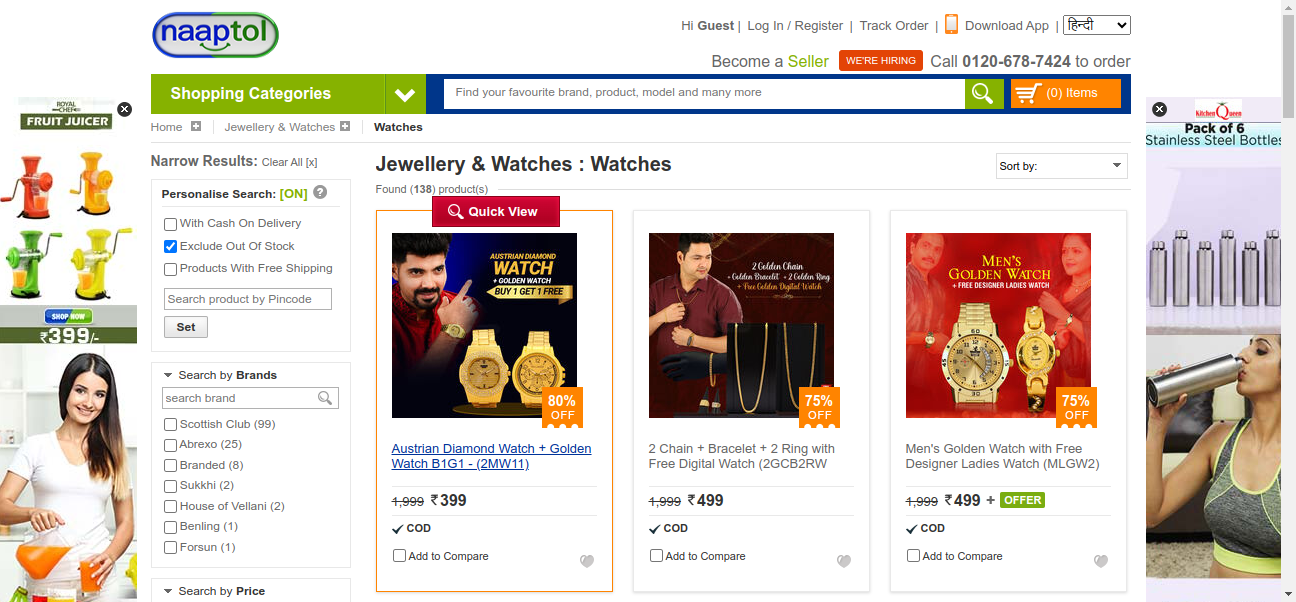 naaptol
Hi Guest | Log In / Register | Track Order | Download App | हिन्दी
Become a Seller WE'RE HIRING Call 0120-678-7424 to order
Shopping Categories
Find your favourite brand, product, model and many more
(0) Items
Home Jewellery & Watches Watches
ROYAL CHEF
FRUIT JUICER
SHOP NOW
₹399/-
Narrow Results: Clear All [x]
Personalise Search: [ON] ?
With Cash On Delivery
Exclude Out Of Stock
Products With Free Shipping
Search product by Pincode
Set
Search by Brands
search brand
Scottish Club (99)
Abrexo (25)
Branded (8)
Sukkhi (2)
House of Vellani (2)
Benling (1)
Forsun (1)
Search by Price
Jewellery & Watches : Watches
Sort by:
Found (138) product(s)
Quick View
AUSTRIAN DIAMOND
WATCH
+ GOLDEN WATCH
BUY 1 GET 1 FREE
80%
OFF
Austrian Diamond Watch + Golden
Watch B1G1 - (2MW11)
1,999 ₹399
COD
Add to Compare
2 Golden Chain
+ Golden Bracelet + 2 Golden Ring
+ Free Golden Digital Watch
75%
OFF
2 Chain + Bracelet + 2 Ring with
Free Digital Watch (2GCB2RW
1,999 ₹499
COD
Add to Compare
MEN'S
GOLDEN WATCH
+ FREE DESIGNER LADIES WATCH
75%
OFF
Men's Golden Watch with Free
Designer Ladies Watch (MLGW2)
1,999 ₹499 + OFFER
COD
Add to Compare
Kitchen Queen
Pack of 6
Stainless Steel Bottles